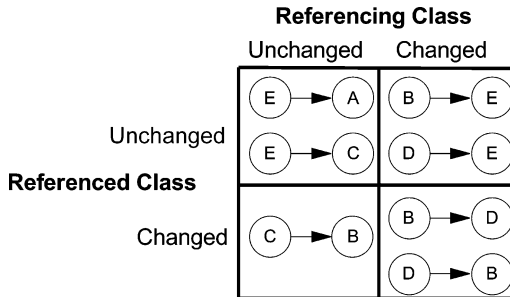 Referencing Class
Unchanged Changed
E A B E
Unchanged
E C D E
Referenced Class
B D
Changed
C B
D B